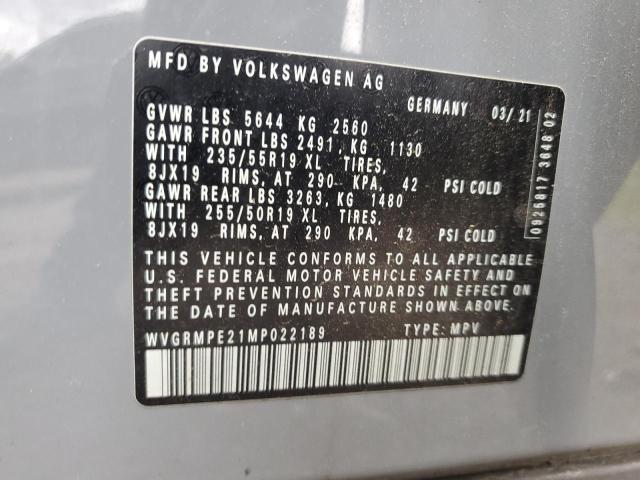 MFD BY VOLKSWAGEN AG
GERMANY 03/21
GVWR LBS 5644 KG 2560
GAWR FRONT LBS 2491, KG 1130
WITH 235/55R19 XL TIRES,
8JX19 RIMS, AT 290 KPA, 42 PSI COLD
GAWR REAR LBS 3263, KG 1480
WITH 255/50R19 XL TIRES,
8JX19 RIMS, AT 290 KPA, 42 PSI COLD
THIS VEHICLE CONFORMS TO ALL APPLICABLE
U.S. FEDERAL MOTOR VEHICLE SAFETY AND
THEFT PREVENTION STANDARDS IN EFFECT ON
THE DATE OF MANUFACTURE SHOWN ABOVE.
WVGRMPE21MP022189 TYPE: MPV
0926817 3648 02